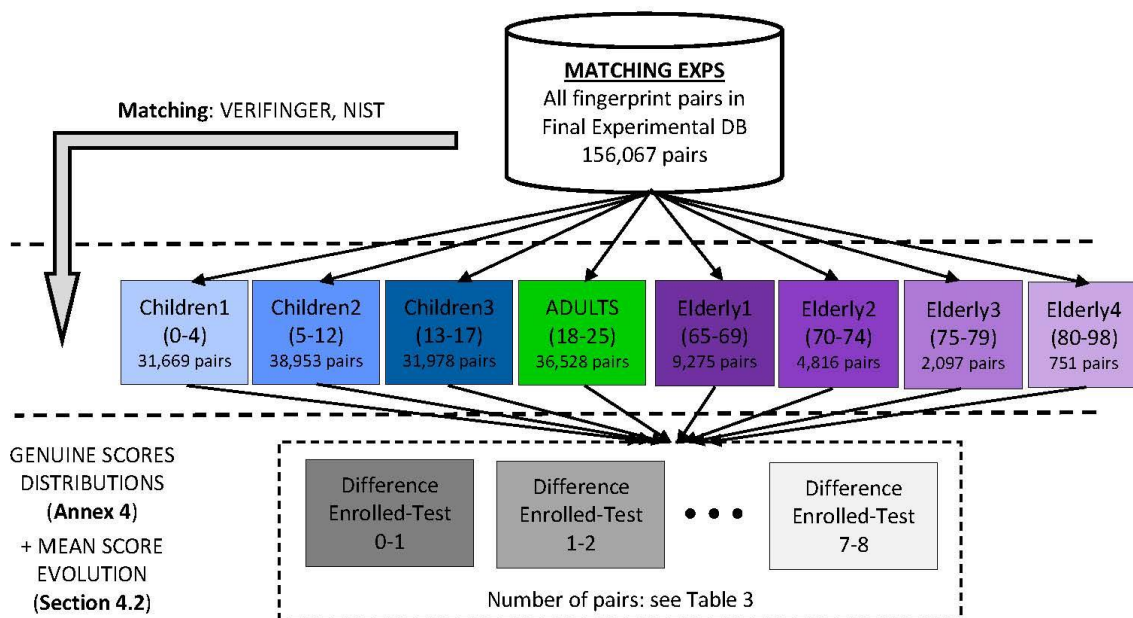 MATCHING EXPS
All fingerprint pairs in
Final Experimental DB
156,067 pairs
Matching: VERIFINGER, NIST
Children1
(0-4)
31,669 pairs
Children2
(5-12)
38,953 pairs
Children3
(13-17)
31,978 pairs
ADULTS
(18-25)
36,528 pairs
Elderly1
(65-69)
9,275 pairs
Elderly2
(70-74)
4,816 pairs
Elderly3
(75-79)
2,097 pairs
Elderly4
(80-98)
751 pairs
GENUINE SCORES
DISTRIBUTIONS
(Annex 4)
+ MEAN SCORE
EVOLUTION
(Section 4.2)
Difference
Enrolled-Test
0-1
Difference
Enrolled-Test
1-2
Difference
Enrolled-Test
7-8
Number of pairs: see Table 3